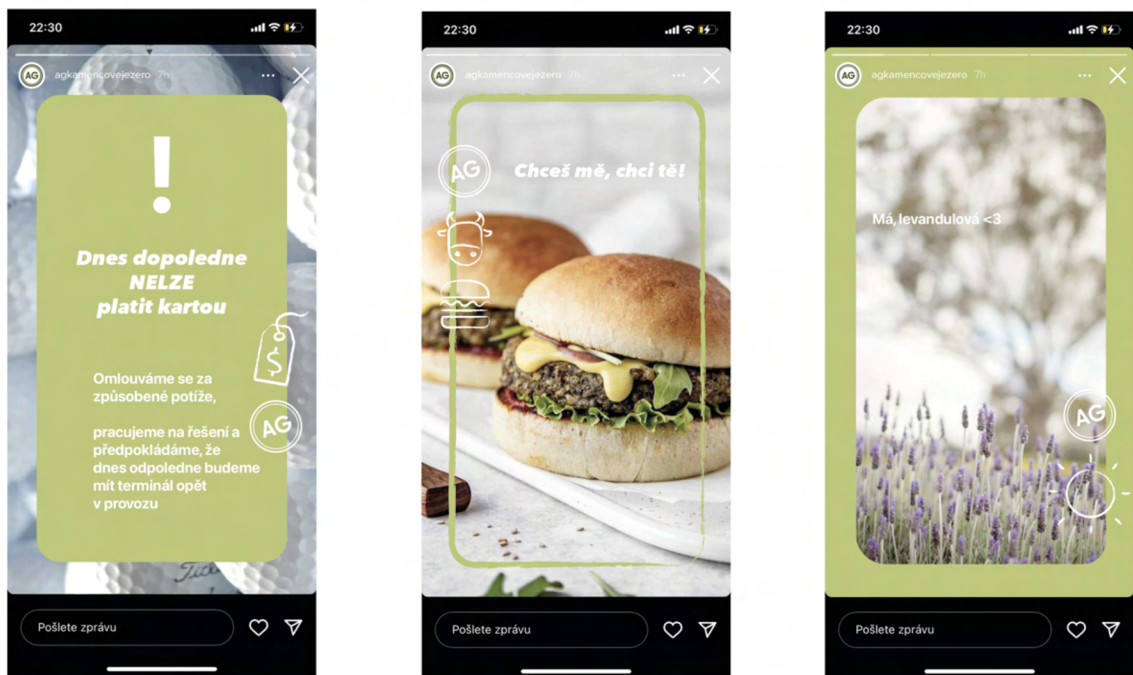 22:30
AG
agkamencovejezero 7h
!
Dnes dopoledne
NELZE
platit kartou
$
Omlouváme se za
způsobené potíže,
AG
pracujeme na řešení a
předpokládáme, že
dnes odpoledne budeme
mít terminál opět
v provozu
Pošlete zprávu
22:30
AG
agkamencovejezero 7h
AG
Chceš mě, chci tě!
Pošlete zprávu
22:30
AG
agkamencovejezero 7h
Má, levandulová <3
AG
Pošlete zprávu